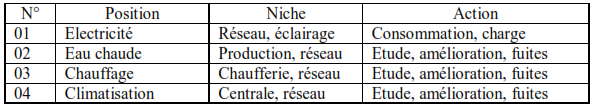 N° Position Niche Action
01 Electricité Réseau, éclairage Consommation, charge
02 Eau chaude Production, réseau Etude, amélioration, fuites
03 Chauffage Chaufferie, réseau Etude, amélioration, fuites
04 Climatisation Centrale, réseau Etude, amélioration, fuites